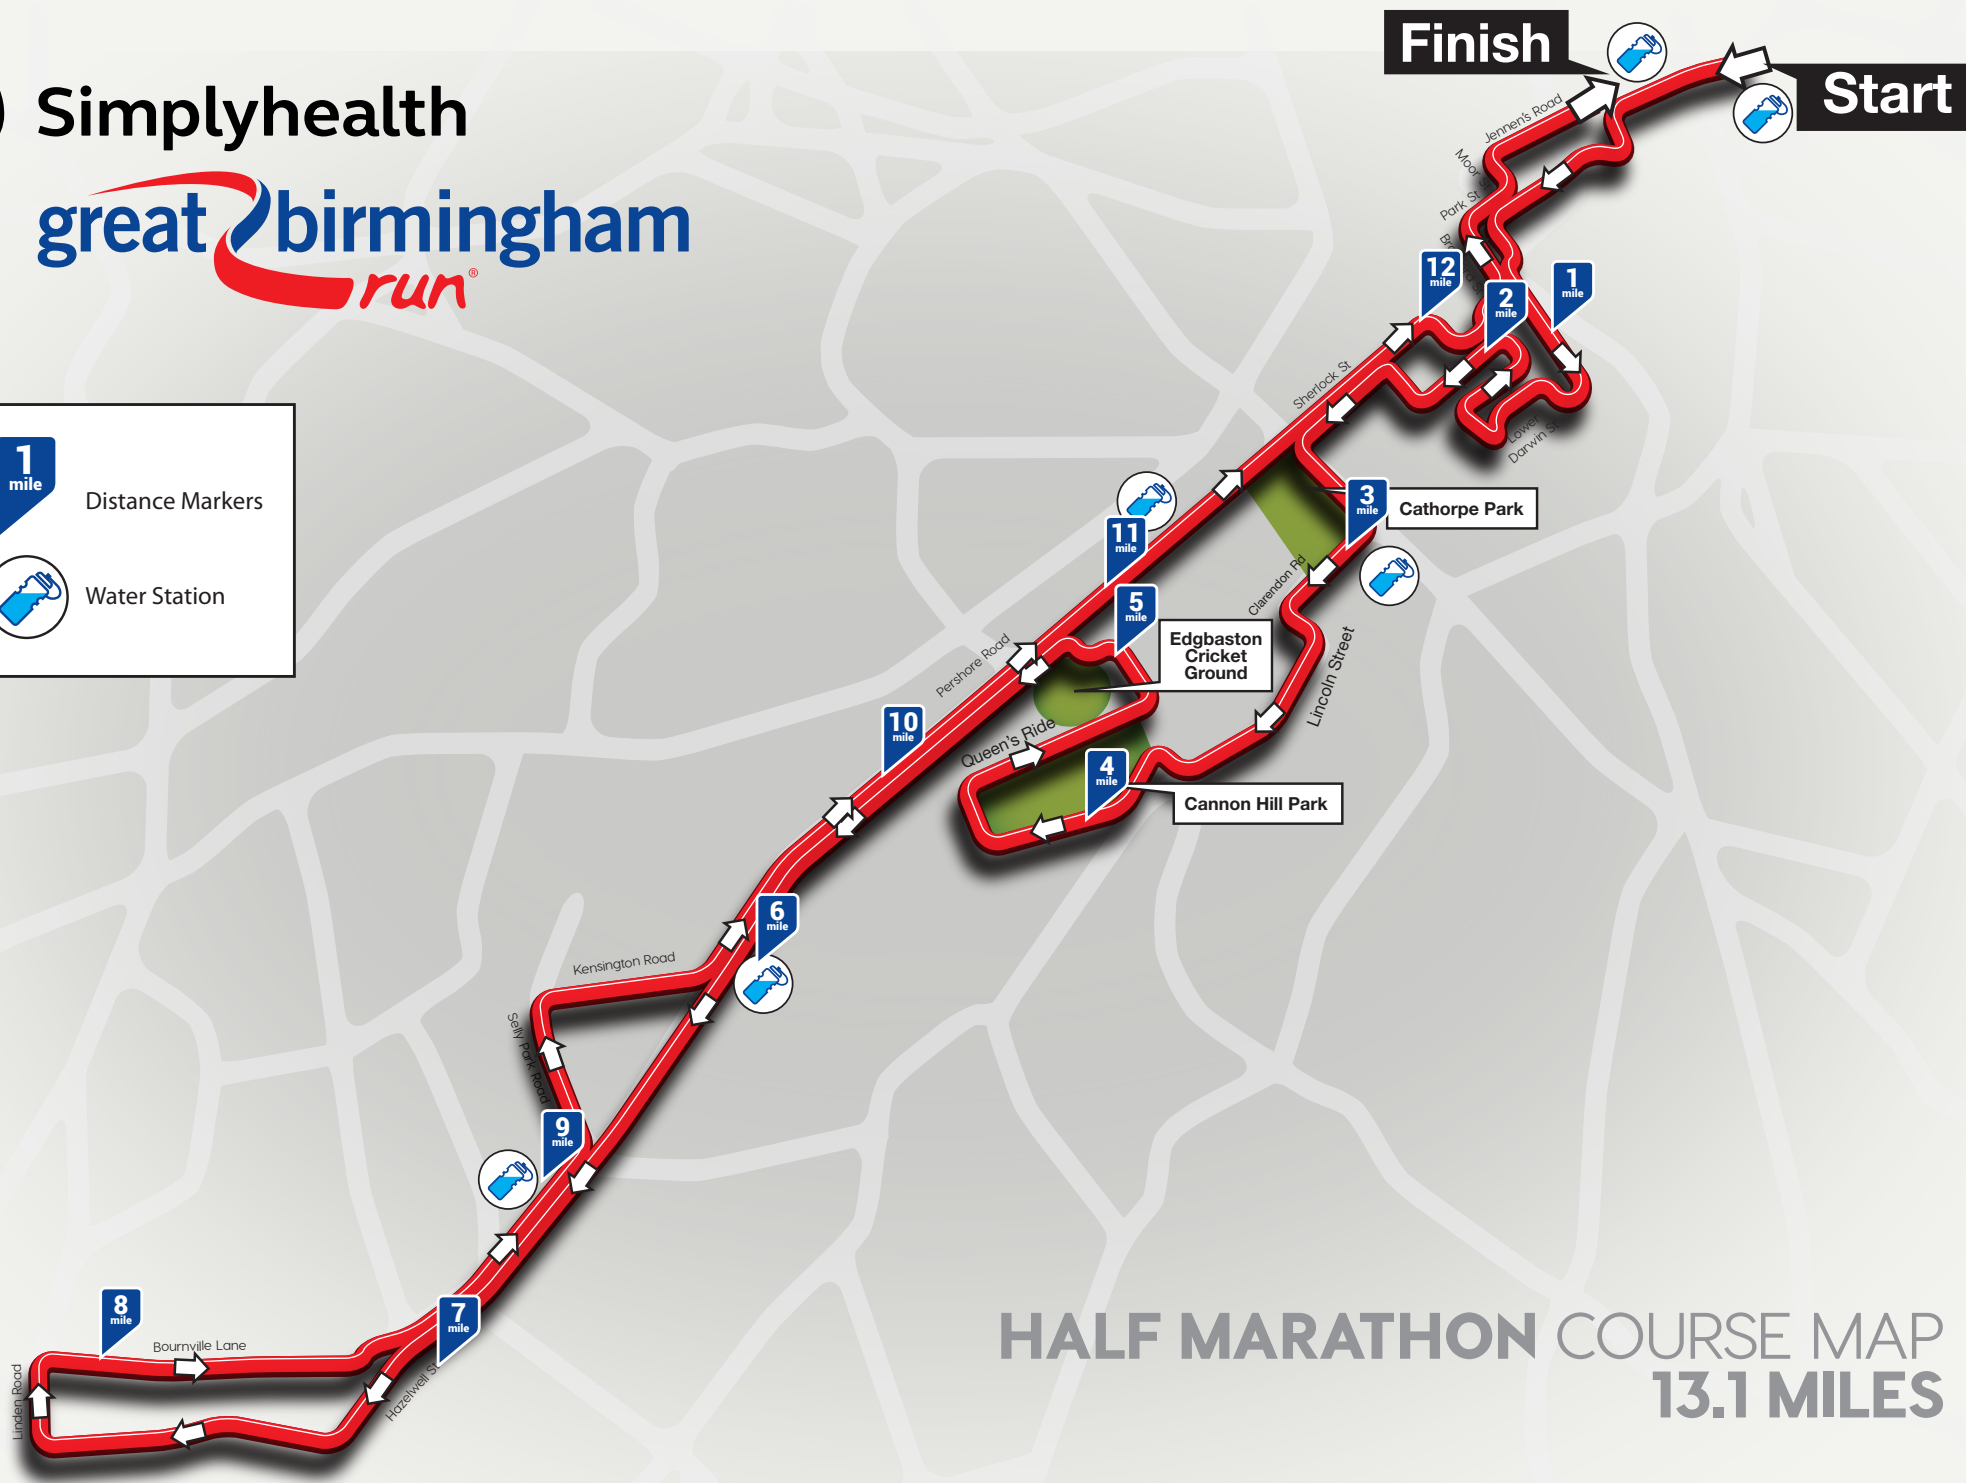 Simplyhealth
great birmingham
run®
1
mile
Distance Markers
Water Station
Finish
Start
Jennen's Road
Moor St
Park St
12
mile
1
mile
2
mile
Sherlock St
Lower
Darwin St
3
mile
Cathorpe Park
11
mile
Clarendon Rd
5
mile
Edgbaston
Cricket
Ground
Lincoln Street
Pershore Road
10
mile
Queen's Ride
4
mile
Cannon Hill Park
6
mile
Kensington Road
Selly Park Road
9
mile
8
mile
7
mile
Bournville Lane
Hazelwell St
Linden Road
HALF MARATHON COURSE MAP
13.1 MILES